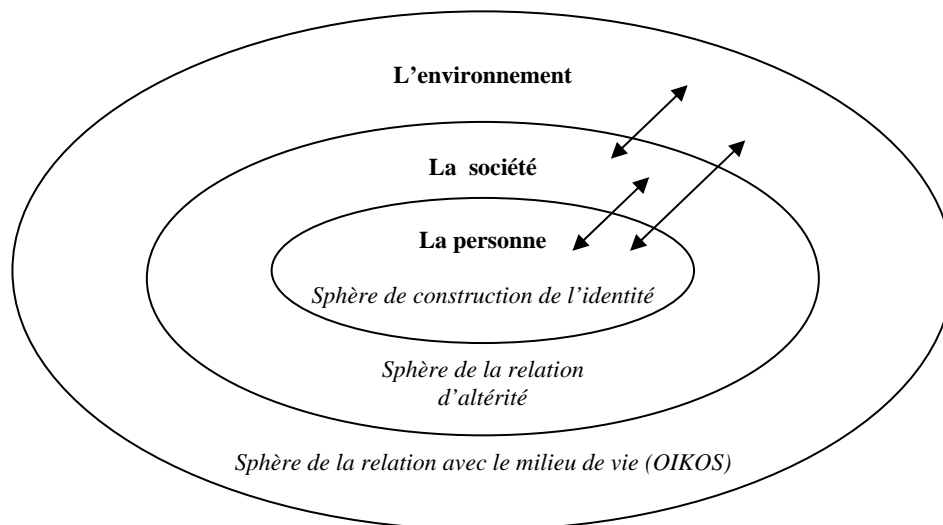 L’environnement
La société
La personne
Sphère de construction de l’identité
Sphère de la relation
d’altérité
Sphère de la relation avec le milieu de vie (OIKOS)